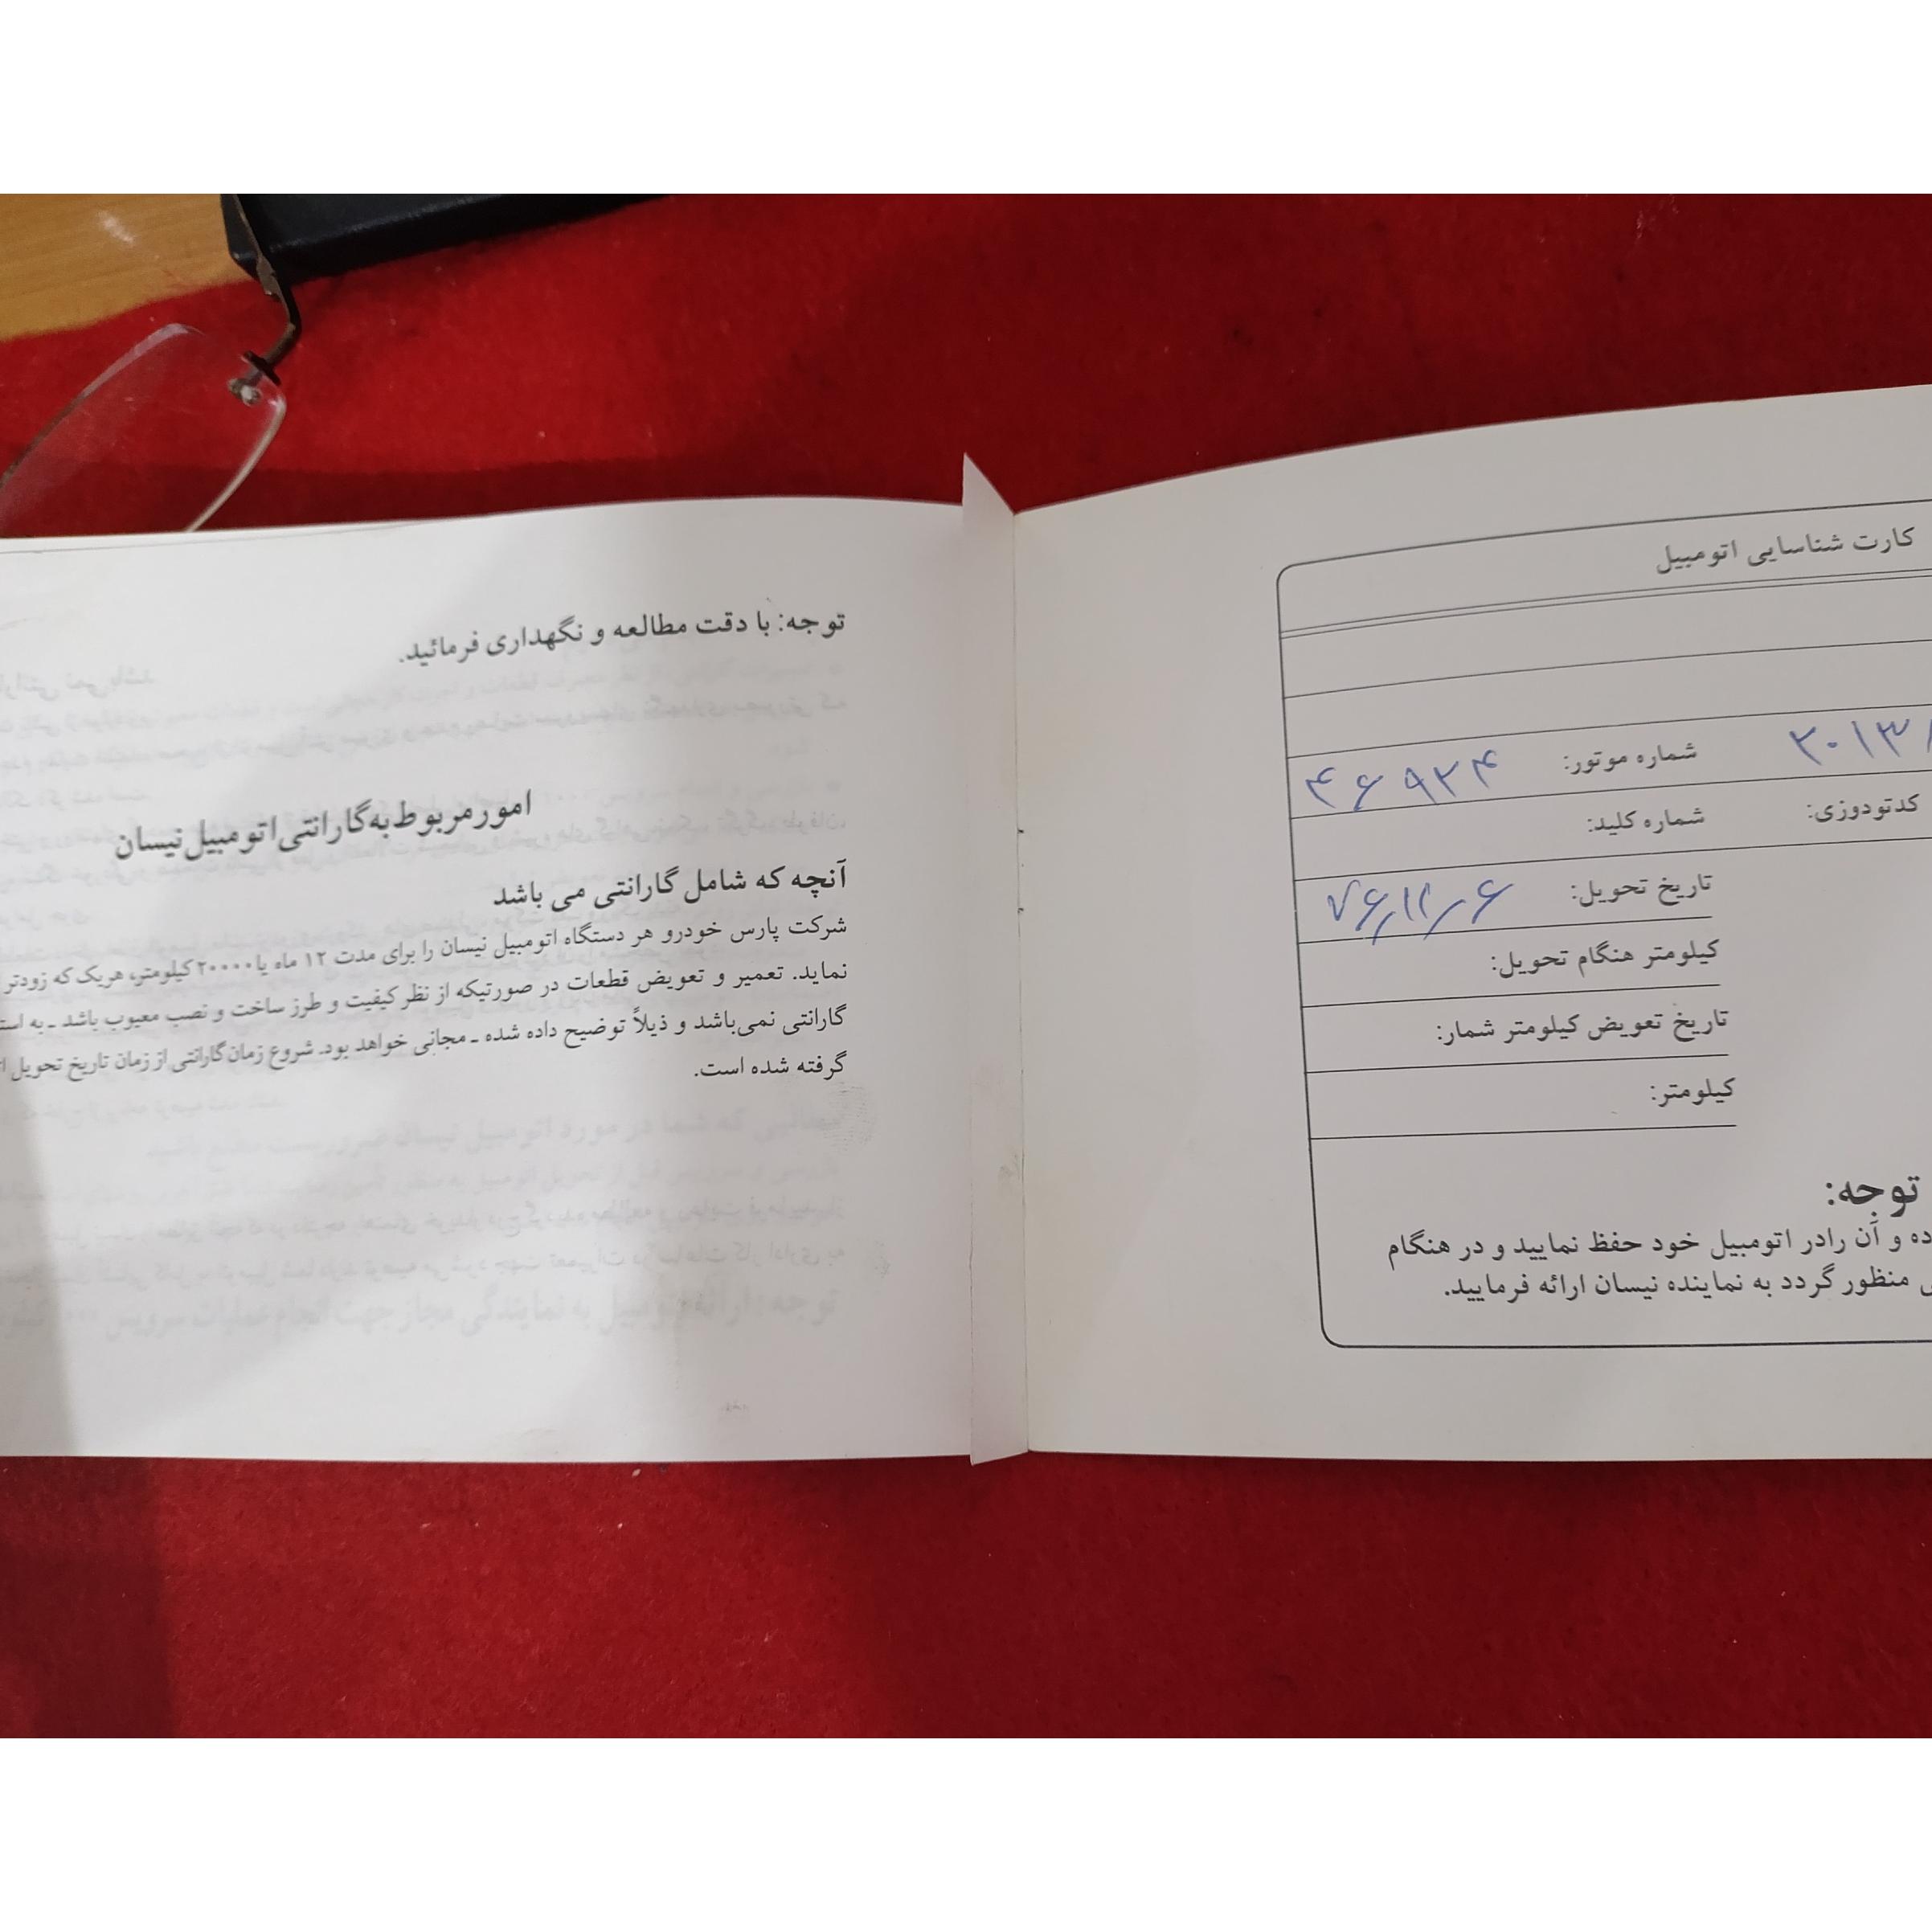 کارت شناسایی اتومبیل
شماره موتور: ۴۶۹۲۴
کدتودوزی: شماره کلید:
تاریخ تحویل: ۷۶/۱۱/۶
کیلومتر هنگام تحویل:
تاریخ تعویض کیلومتر شمار:
کیلومتر:
توجه:
و آن رادر اتومبیل خود حفظ نمایید و در هنگام
منظور گردد به نماینده نیسان ارائه فرمایید.
توجه: با دقت مطالعه و نگهداری فرمائید.
امور مربوط به گارانتی اتومبیل نیسان
آنچه که شامل گارانتی می باشد
شرکت پارس خودرو هر دستگاه اتومبیل نیسان را برای مدت ۱۲ ماه یا ۲۰۰۰۰ کیلومتر، هریک که زودتر
نماید. تعمیر و تعویض قطعات در صورتیکه از نظر کیفیت و طرز ساخت و نصب معیوب باشد ـ به
گارانتی نمی‌باشد و ذیلاً توضیح داده شده ـ مجانی خواهد بود. شروع زمان گارانتی از زمان تاریخ تحویل
گرفته شده است.